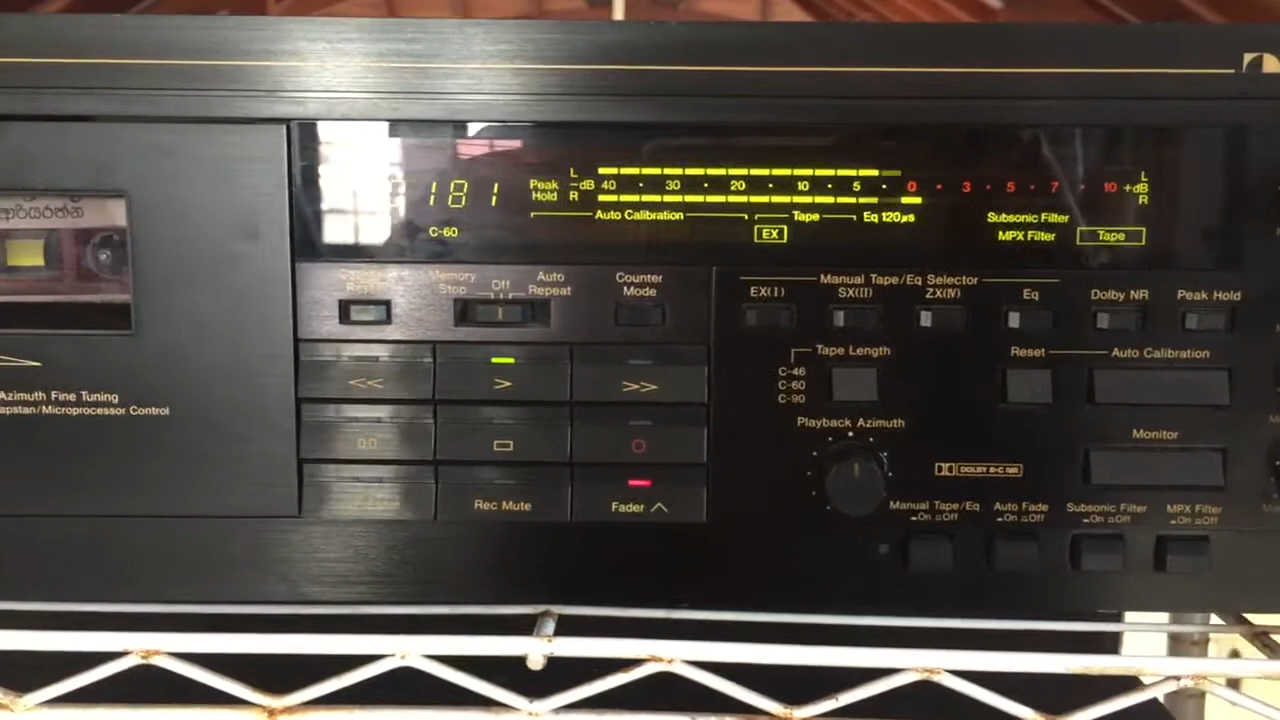 ආරියරත්න
Azimuth Fine Tuning
apstan/Microprocessor Control
181
C-60
Peak Hold
L
-dB
R
40 · 30 · 20 · 10 · 5 · 0 · 3 · 5 · 7 · 10 +dB
L
R
Auto Calibration
Tape
Eq 120µs
EX
Subsonic Filter
MPX Filter
Tape
Reset
Memory Stop
Off
Auto Repeat
Counter Mode
<<
>
>>
Rec Mute
Fader
Manual Tape/Eq Selector
EX(I)
SX(II)
ZX(IV)
Eq
Dolby NR
Peak Hold
Tape Length
C-46
C-60
C-90
Reset
Auto Calibration
Playback Azimuth
Monitor
DOLBY B-C NR
Manual Tape/Eq
On Off
Auto Fade
On Off
Subsonic Filter
On Off
MPX Filter
On Off